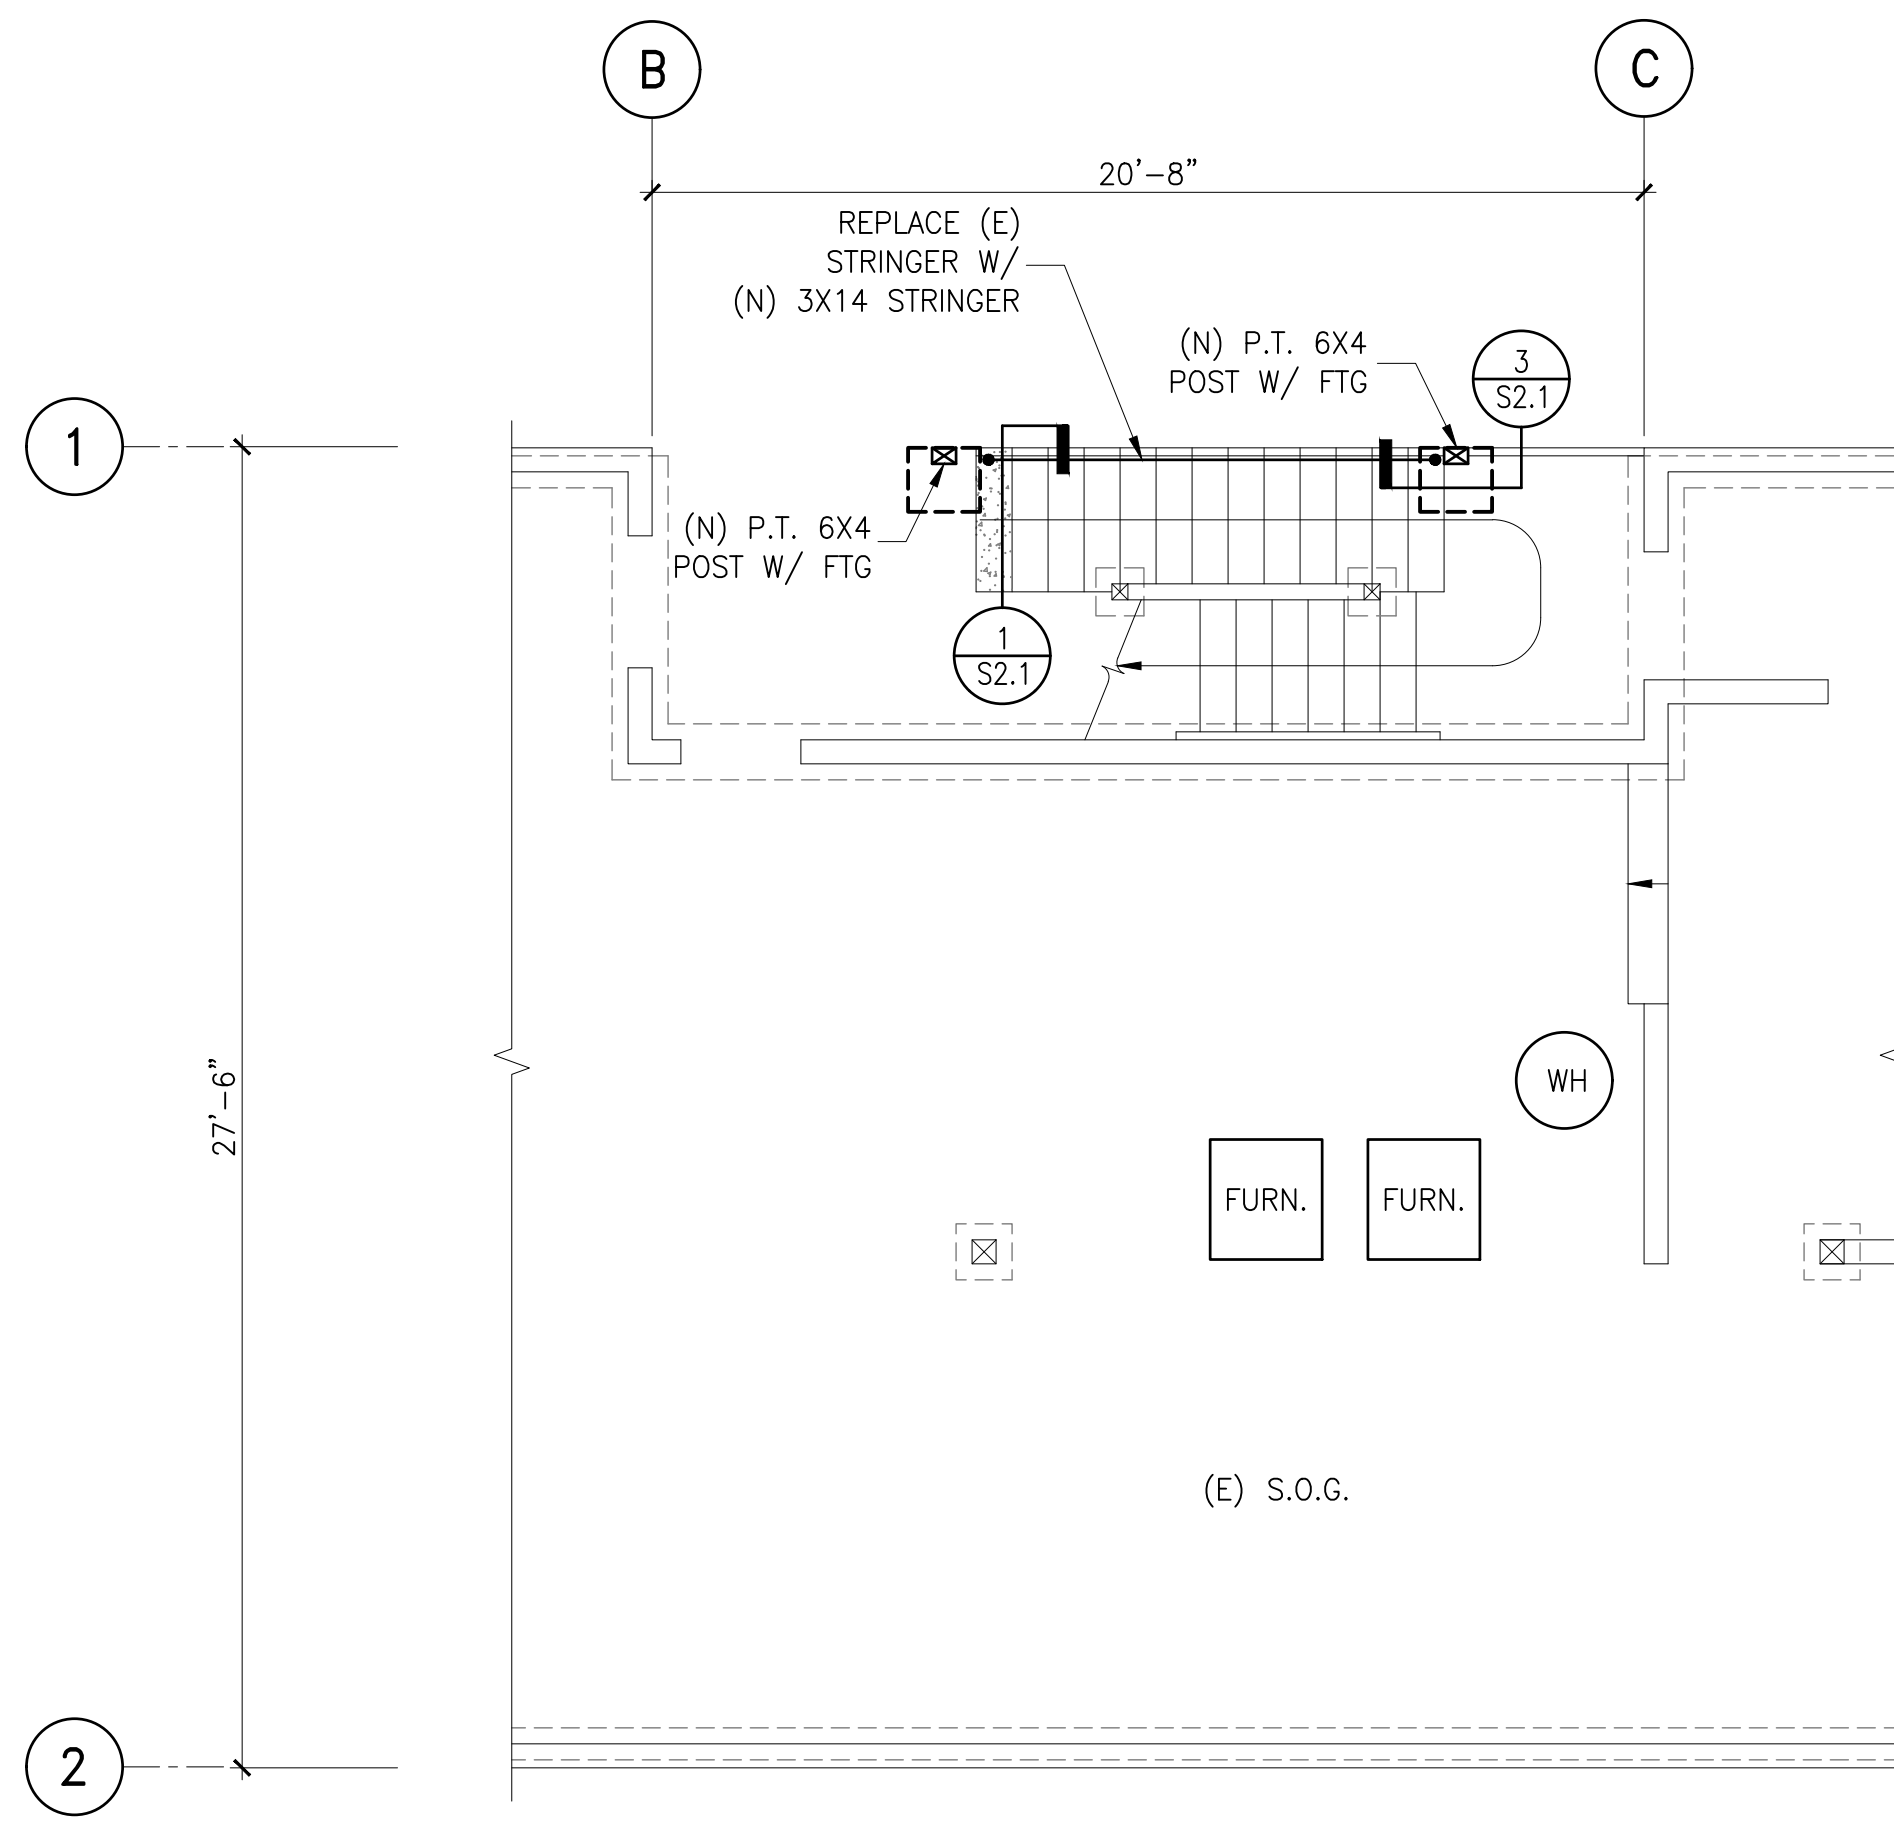 B
C
20'-8"
REPLACE (E)
STRINGER W/
(N) 3X14 STRINGER
(N) P.T. 6X4
POST W/ FTG
3
S2.1
1
(N) P.T. 6X4
POST W/ FTG
1
S2.1
27'-6"
WH
FURN.
FURN.
(E) S.O.G.
2